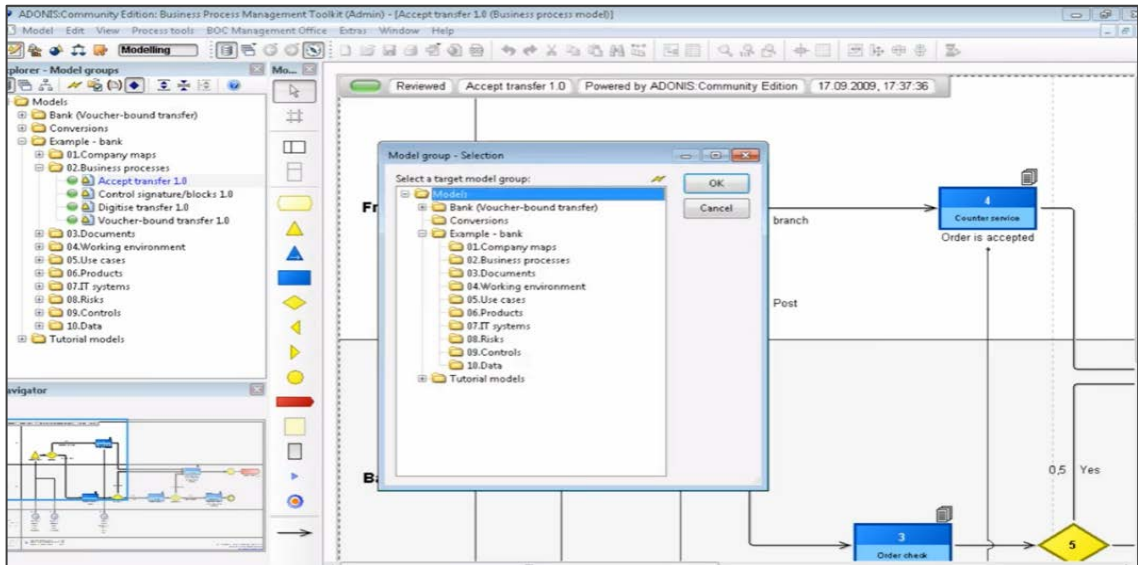 ADONIS:Community Edition: Business Process Management Toolkit (Admin) - [Accept transfer 1.0 (Business process model)]
Model Edit View Process tools BOC Management Office Extras Window Help
Modelling
xplorer - Model groups
Mo...
Models
Bank (Voucher-bound transfer)
Conversions
Example - bank
01.Company maps
02.Business processes
Accept transfer 1.0
Control signature/blocks 1.0
Digitise transfer 1.0
Voucher-bound transfer 1.0
03.Documents
04.Working environment
05.Use cases
06.Products
07.IT systems
08.Risks
09.Controls
10.Data
Tutorial models
avigator
Reviewed Accept transfer 1.0 Powered by ADONIS:Community Edition 17.09.2009, 17:37:36
Model group - Selection
Select a target model group:
OK
Cancel
Models
Bank (Voucher-bound transfer)
Conversions
Example - bank
01.Company maps
02.Business processes
03.Documents
04.Working environment
05.Use cases
06.Products
07.IT systems
08.Risks
09.Controls
10.Data
Tutorial models
Fr
branch
4
Counter service
Order is accepted
Post
Ba
0,5 Yes
3
Order check
5